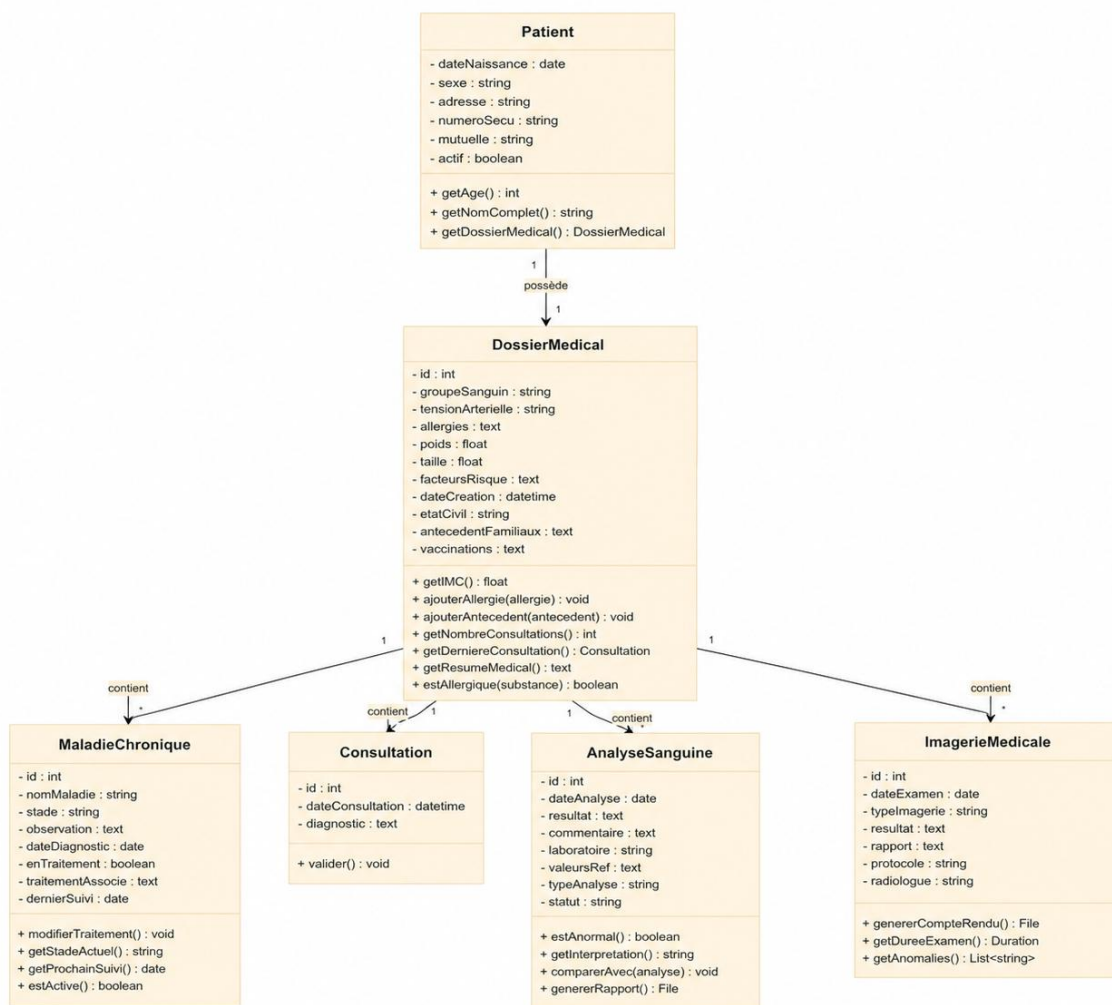 Patient
- dateNaissance : date
- sexe : string
- adresse : string
- numeroSecu : string
- mutuelle : string
- actif : boolean
+ getAge() : int
+ getNomComplet() : string
+ getDossierMedical() : DossierMedical
1
possède
1
DossierMedical
- id : int
- groupeSanguin : string
- tensionArterielle : string
- allergies : text
- poids : float
- taille : float
- facteursRisque : text
- dateCreation : datetime
- etatCivil : string
- antecedentFamiliaux : text
- vaccinations : text
+ getIMC() : float
+ ajouterAllergie(allergie) : void
+ ajouterAntecedent(antecedent) : void
+ getNombreConsultations() : int
+ getDerniereConsultation() : Consultation
+ getResumeMedical() : text
+ estAllergique(substance) : boolean
1
contient
*
1
contient
1
contient
*
1
contient
*
MaladieChronique
- id : int
- nomMaladie : string
- stade : string
- observation : text
- dateDiagnostic : date
- enTraitement : boolean
- traitementAssocie : text
- dernierSuivi : date
+ modifierTraitement() : void
+ getStadeActuel() : string
+ getProchainSuivi() : date
+ estActive() : boolean
Consultation
- id : int
- dateConsultation : datetime
- diagnostic : text
+ valider() : void
AnalyseSanguine
- id : int
- dateAnalyse : date
- resultat : text
- commentaire : text
- laboratoire : string
- valeursRef : text
- typeAnalyse : string
- statut : string
+ estAnormal() : boolean
+ getInterpretation() : string
+ comparerAvec(analyse) : void
+ genererRapport() : File
ImagerieMedicale
- id : int
- dateExamen : date
- typeImagerie : string
- resultat : text
- rapport : text
- protocole : string
- radiologue : string
+ genererCompteRendu() : File
+ getDureeExamen() : Duration
+ getAnomalies() : List<string>